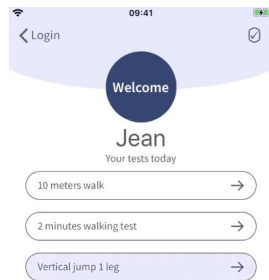 09:41
Login
Welcome
Jean
Your tests today
10 meters walk
2 minutes walking test
Vertical jump 1 leg